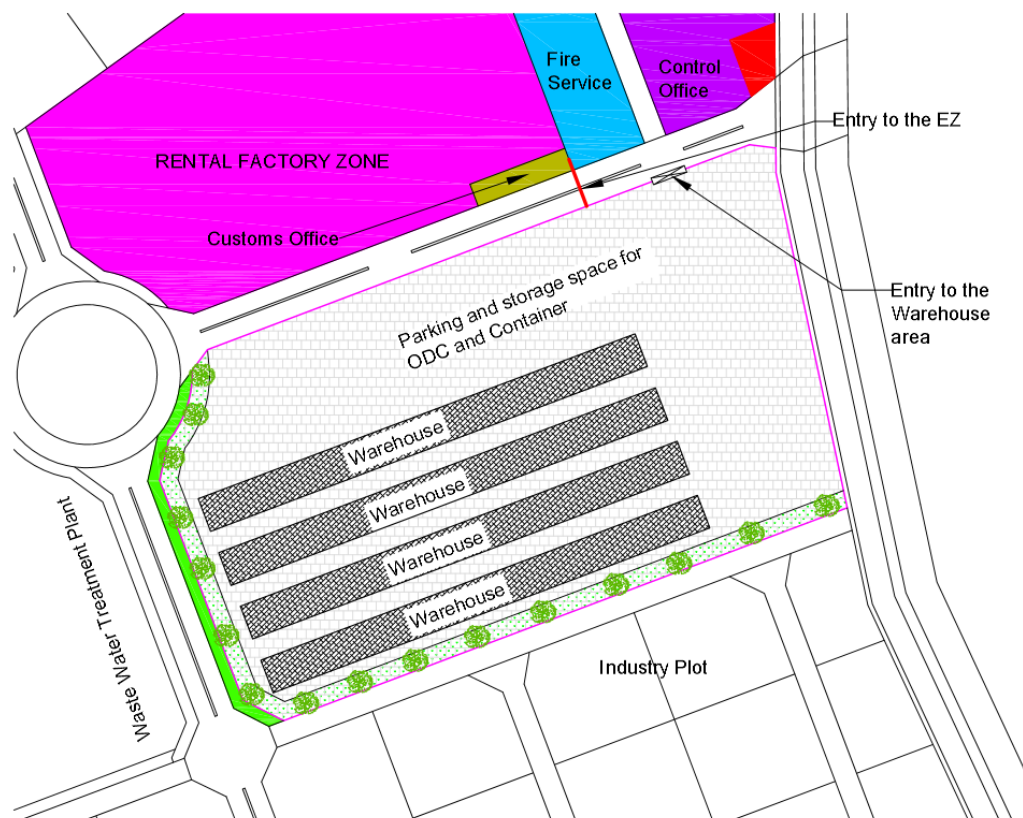 Fire
Service
Control
Office
Entry to the EZ
RENTAL FACTORY ZONE
Customs Office
Parking and storage space for
ODC and Container
Entry to the
Warehouse
area
Warehouse
Warehouse
Warehouse
Warehouse
Waste Water Treatment Plant
Industry Plot